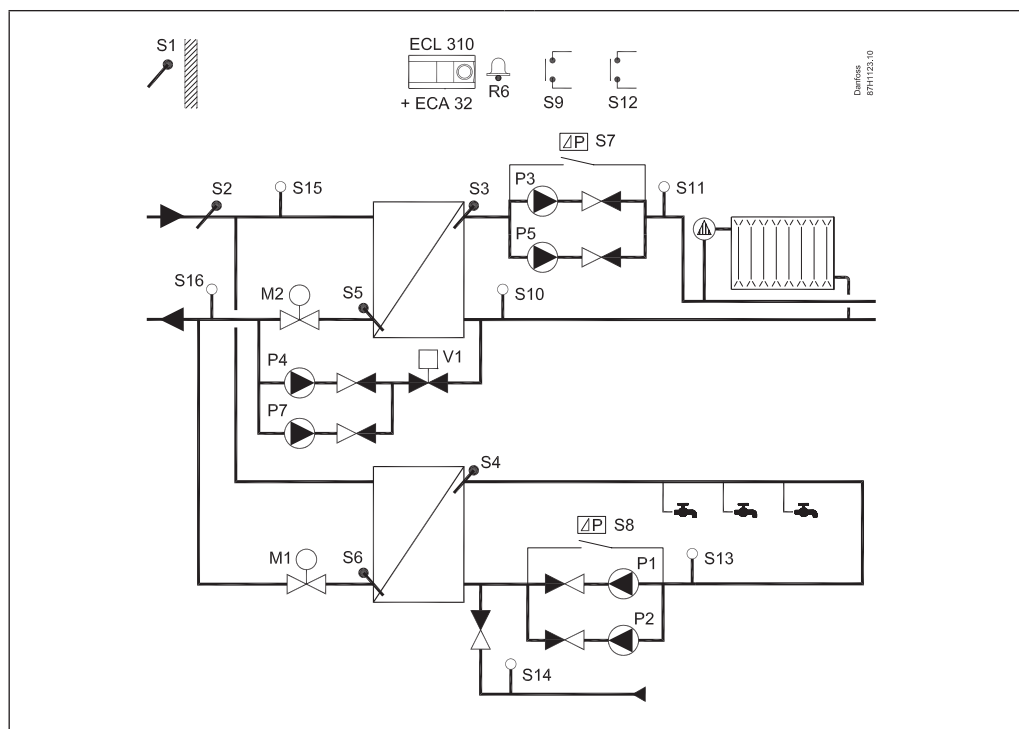 S1
ECL 310
R6
+ ECA 32
S9
S12
Danfoss
87H1123.10
⊿P S7
S2
S15
S3
P3
S11
P5
S16
M2
S5
S10
P4
V1
P7
S4
⊿P S8
M1
S6
P1
S13
P2
S14